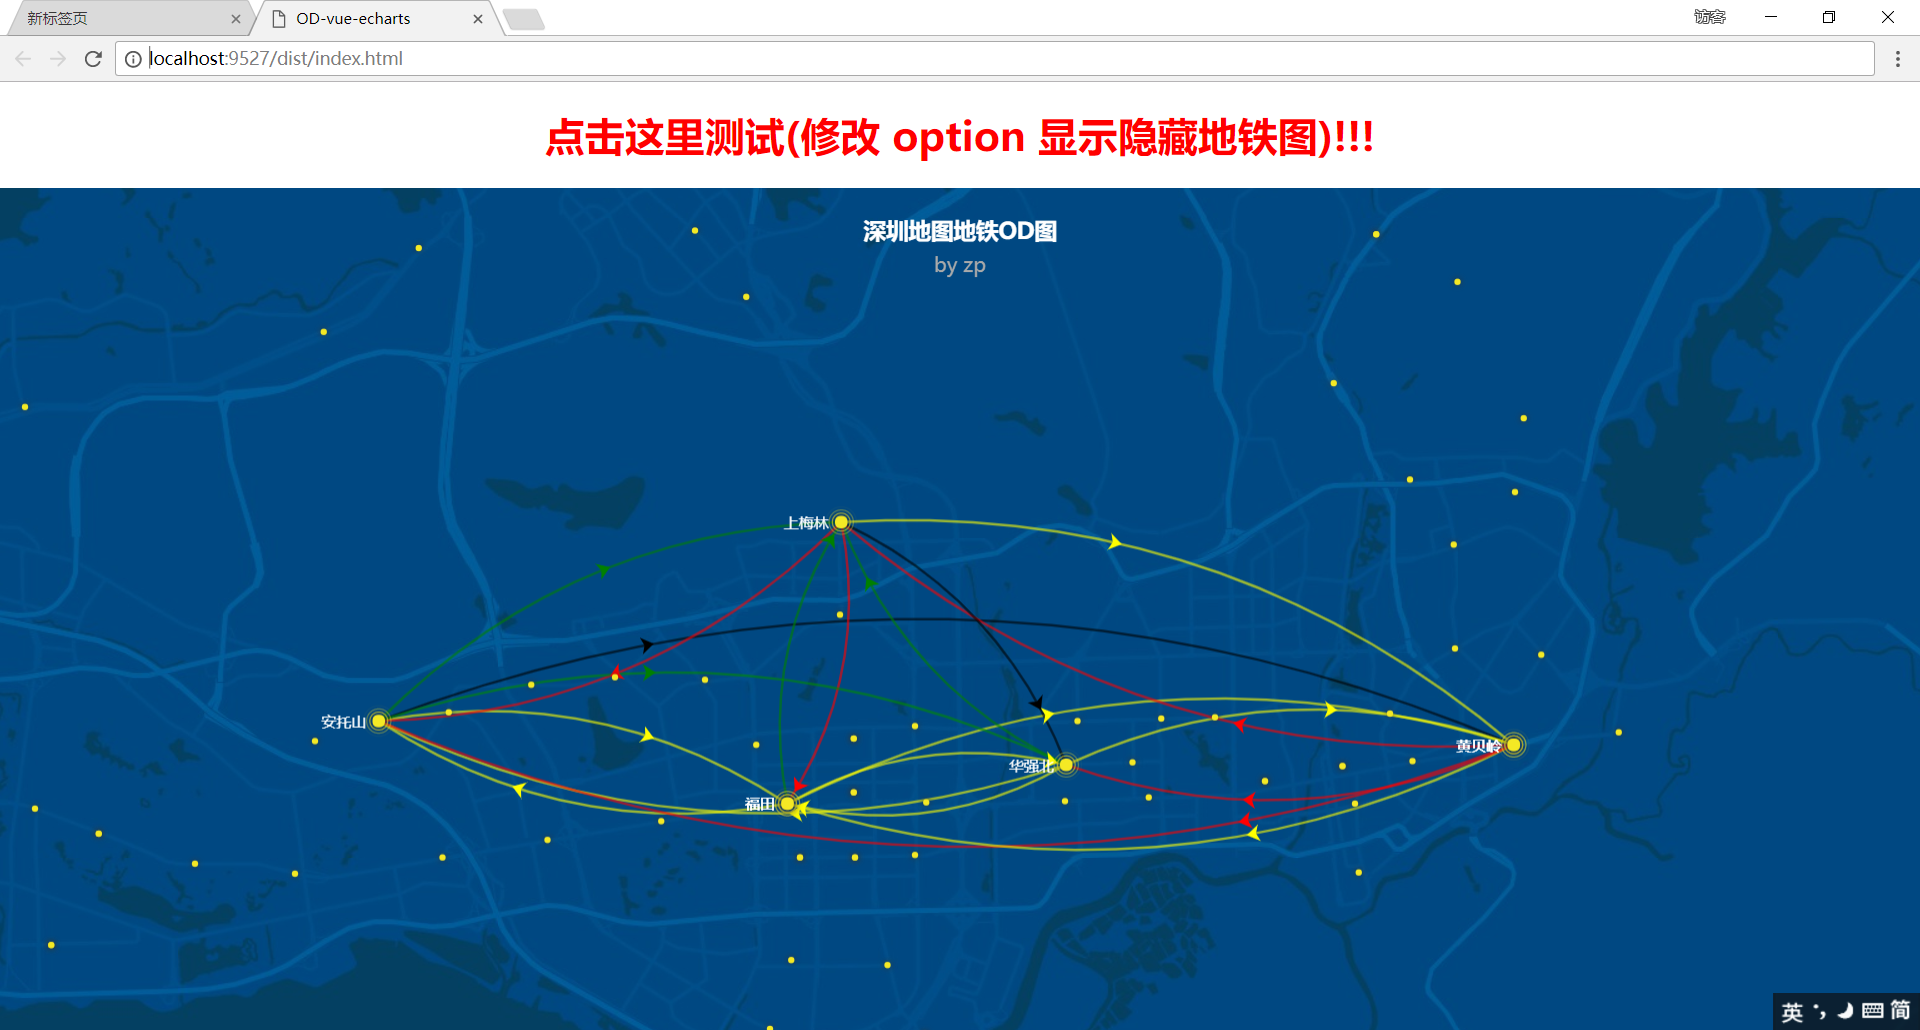 新标签页
OD-vue-echarts
访客
localhost:9527/dist/index.html
点击这里测试(修改 option 显示隐藏地铁图)!!!
深圳地图地铁OD图
by zp
上梅林
安托山
黄贝岭
华强北
福田
英 简